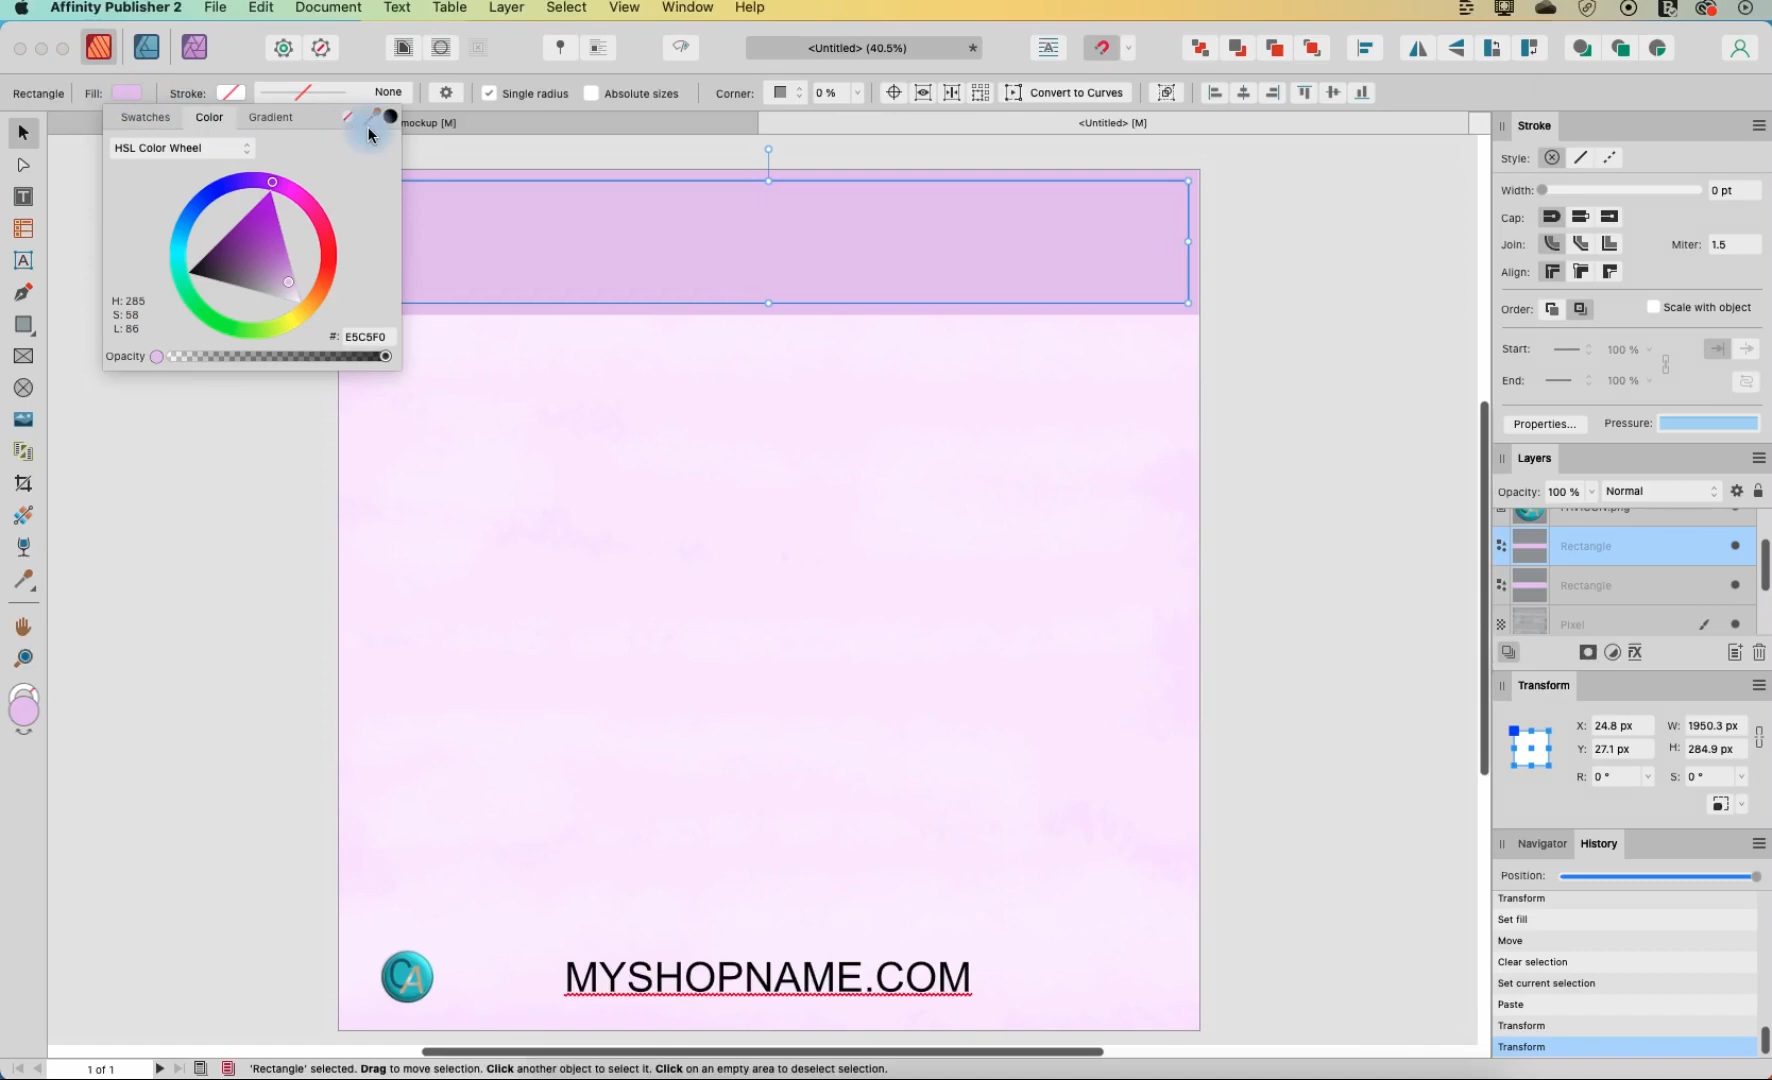 Affinity Publisher 2 File Edit Document Text Table Layer Select View Window Help
<Untitled> (40.5%) *
Rectangle Fill: Stroke: None Single radius Absolute sizes Corner: 0 % Convert to Curves
mockup [M] <Untitled> [M]
Swatches Color Gradient
HSL Color Wheel
H: 285
S: 58
L: 86
#: E5C5F0
Opacity
CA
MYSHOPNAME.COM
Stroke
Style:
Width: 0 pt
Cap:
Join: Miter: 1.5
Align:
Order: Scale with object
Start: 100 %
End: 100 %
Properties... Pressure:
Layers
Opacity: 100 % Normal
Rectangle
Rectangle
Pixel
Transform
X: 24.8 px W: 1950.3 px
Y: 27.1 px H: 284.9 px
R: 0 ° S: 0 °
Navigator History
Position:
Transform
Set fill
Move
Clear selection
Set current selection
Paste
Transform
Transform
1 of 1 'Rectangle' selected. Drag to move selection. Click another object to select it. Click on an empty area to deselect selection.